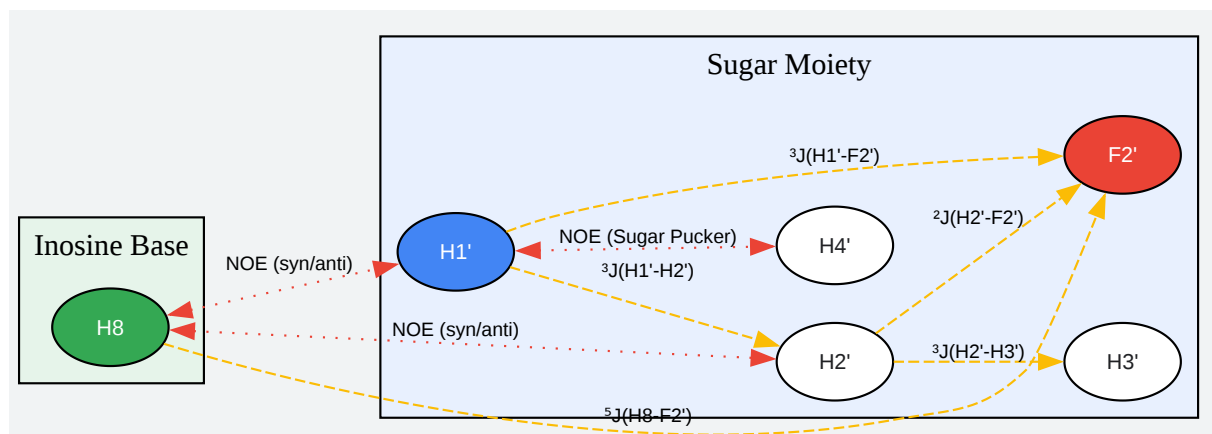 Sugar Moiety
F2'
³J(H1'-F2')
²J(H2'-F2')
NOE (Sugar Pucker)
H4'
H1'
Inosine Base
NOE (syn/anti)
³J(H1'-H2')
H8
NOE (syn/anti)
³J(H2'-H3')
H2'
H3'
⁵J(H8-F2')